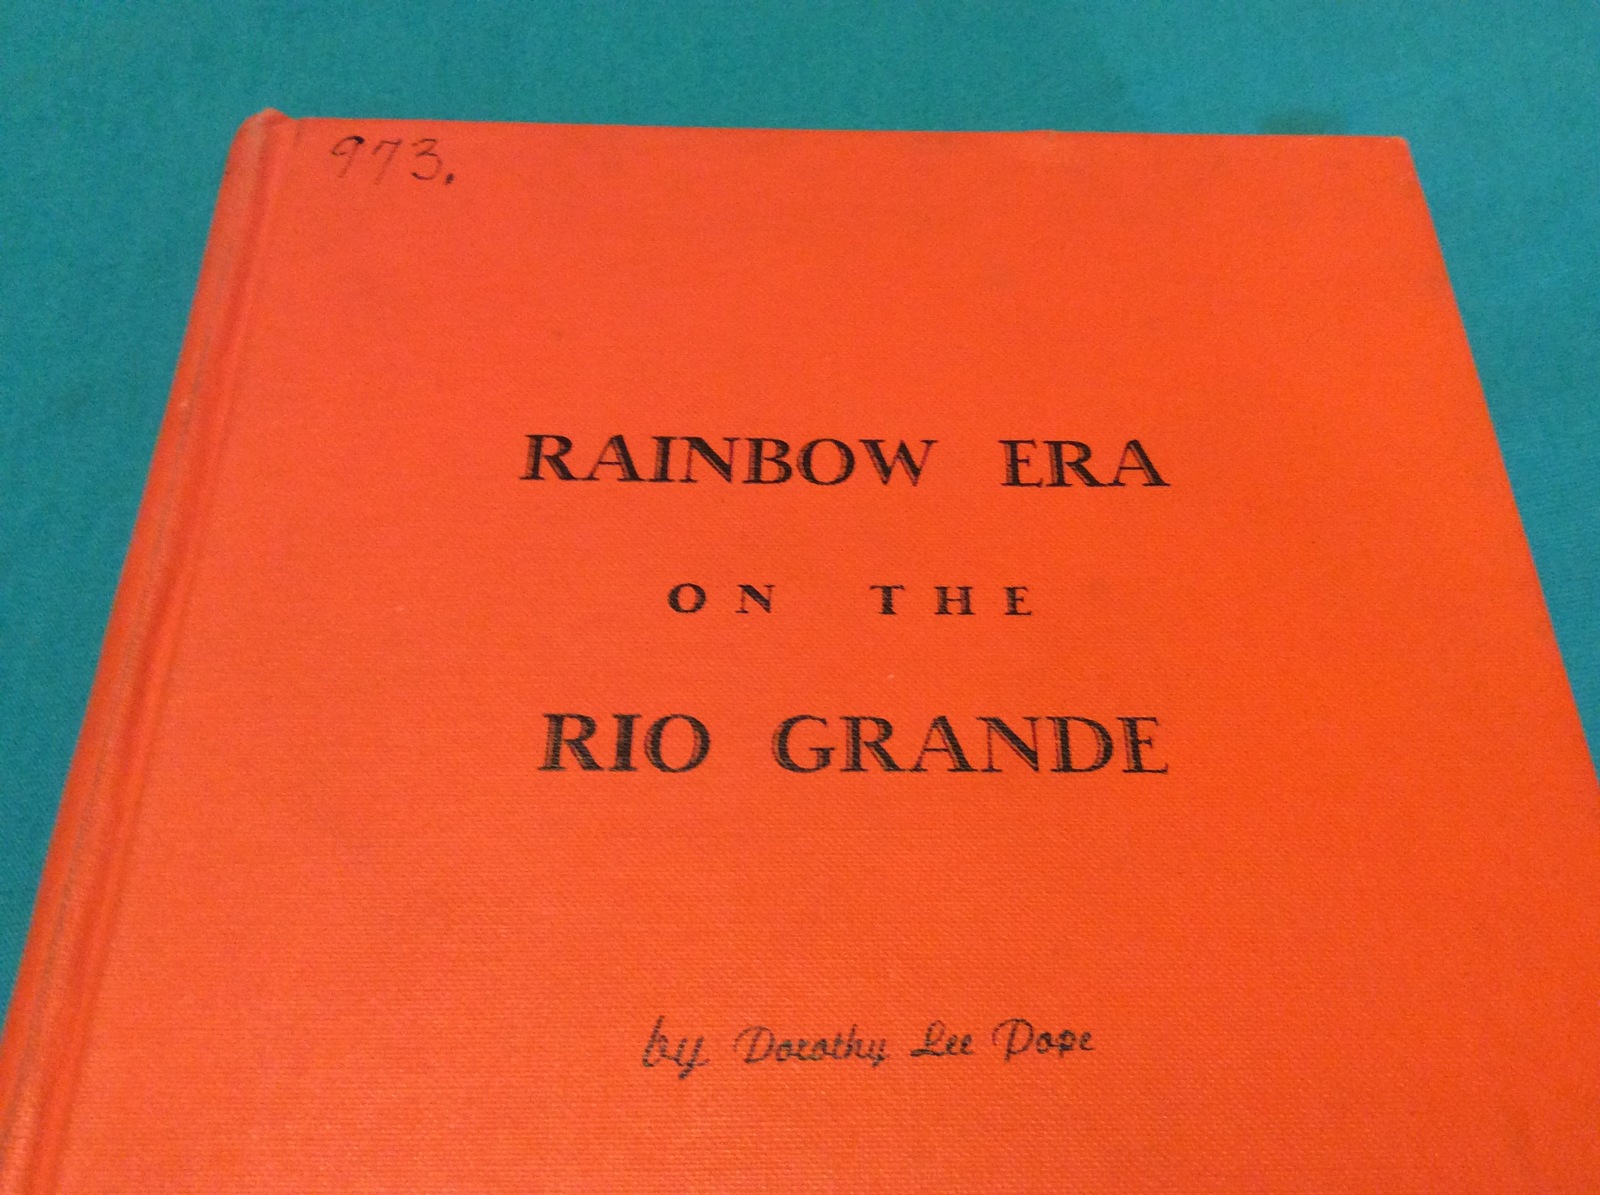 973.
RAINBOW ERA
ON THE
RIO GRANDE
by Dorothy Lee Pope